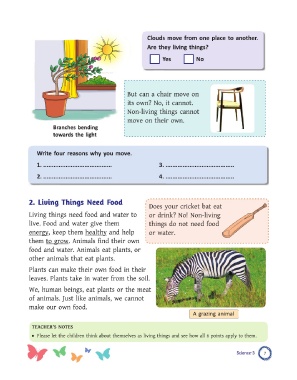 Clouds move from one place to another.
Are they living things?
Yes
No
But can a chair move on
its own? No, it cannot.
Non-living things cannot
move on their own.
Branches bending
towards the light
Write four reasons why you move.
1. ........................................
3. ........................................
2. ........................................
4. ........................................
2. Living Things Need Food
Living things need food and water to
live. Food and water give them
energy, keep them healthy and help
them to grow. Animals find their own
food and water. Animals eat plants, or
other animals that eat plants.
Plants can make their own food in their
leaves. Plants take in water from the soil.
We, human beings, eat plants or the meat
of animals. Just like animals, we cannot
make our own food.
Does your cricket bat eat
or drink? No! Non-living
things do not need food
or water.
A grazing animal
TEACHER'S NOTES
• Please let the children think about themselves as living things and see how all 6 points apply to them.